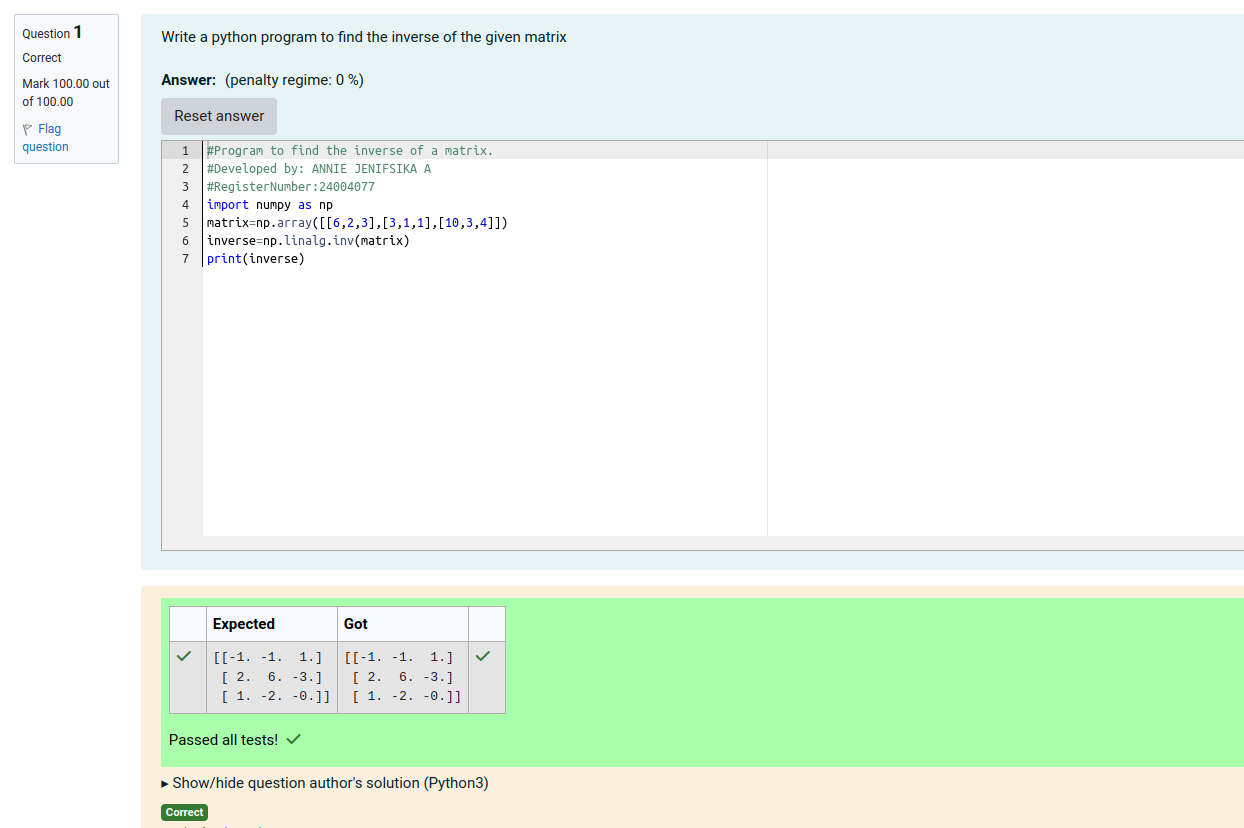 Question 1
Correct
Mark 100.00 out
of 100.00
Flag
question
Write a python program to find the inverse of the given matrix
Answer: (penalty regime: 0 %)
Reset answer
1 #Program to find the inverse of a matrix.
2 #Developed by: ANNIE JENIFSIKA A
3 #RegisterNumber:24004077
4 import numpy as np
5 matrix=np.array([[6,2,3],[3,1,1],[10,3,4]])
6 inverse=np.linalg.inv(matrix)
7 print(inverse)
Expected Got
[[-1. -1.  1.] [[-1. -1.  1.]
[ 2.  6. -3.] [ 2.  6. -3.]
[ 1. -2. -0.]] [ 1. -2. -0.]]
Passed all tests!
Show/hide question author's solution (Python3)
Correct